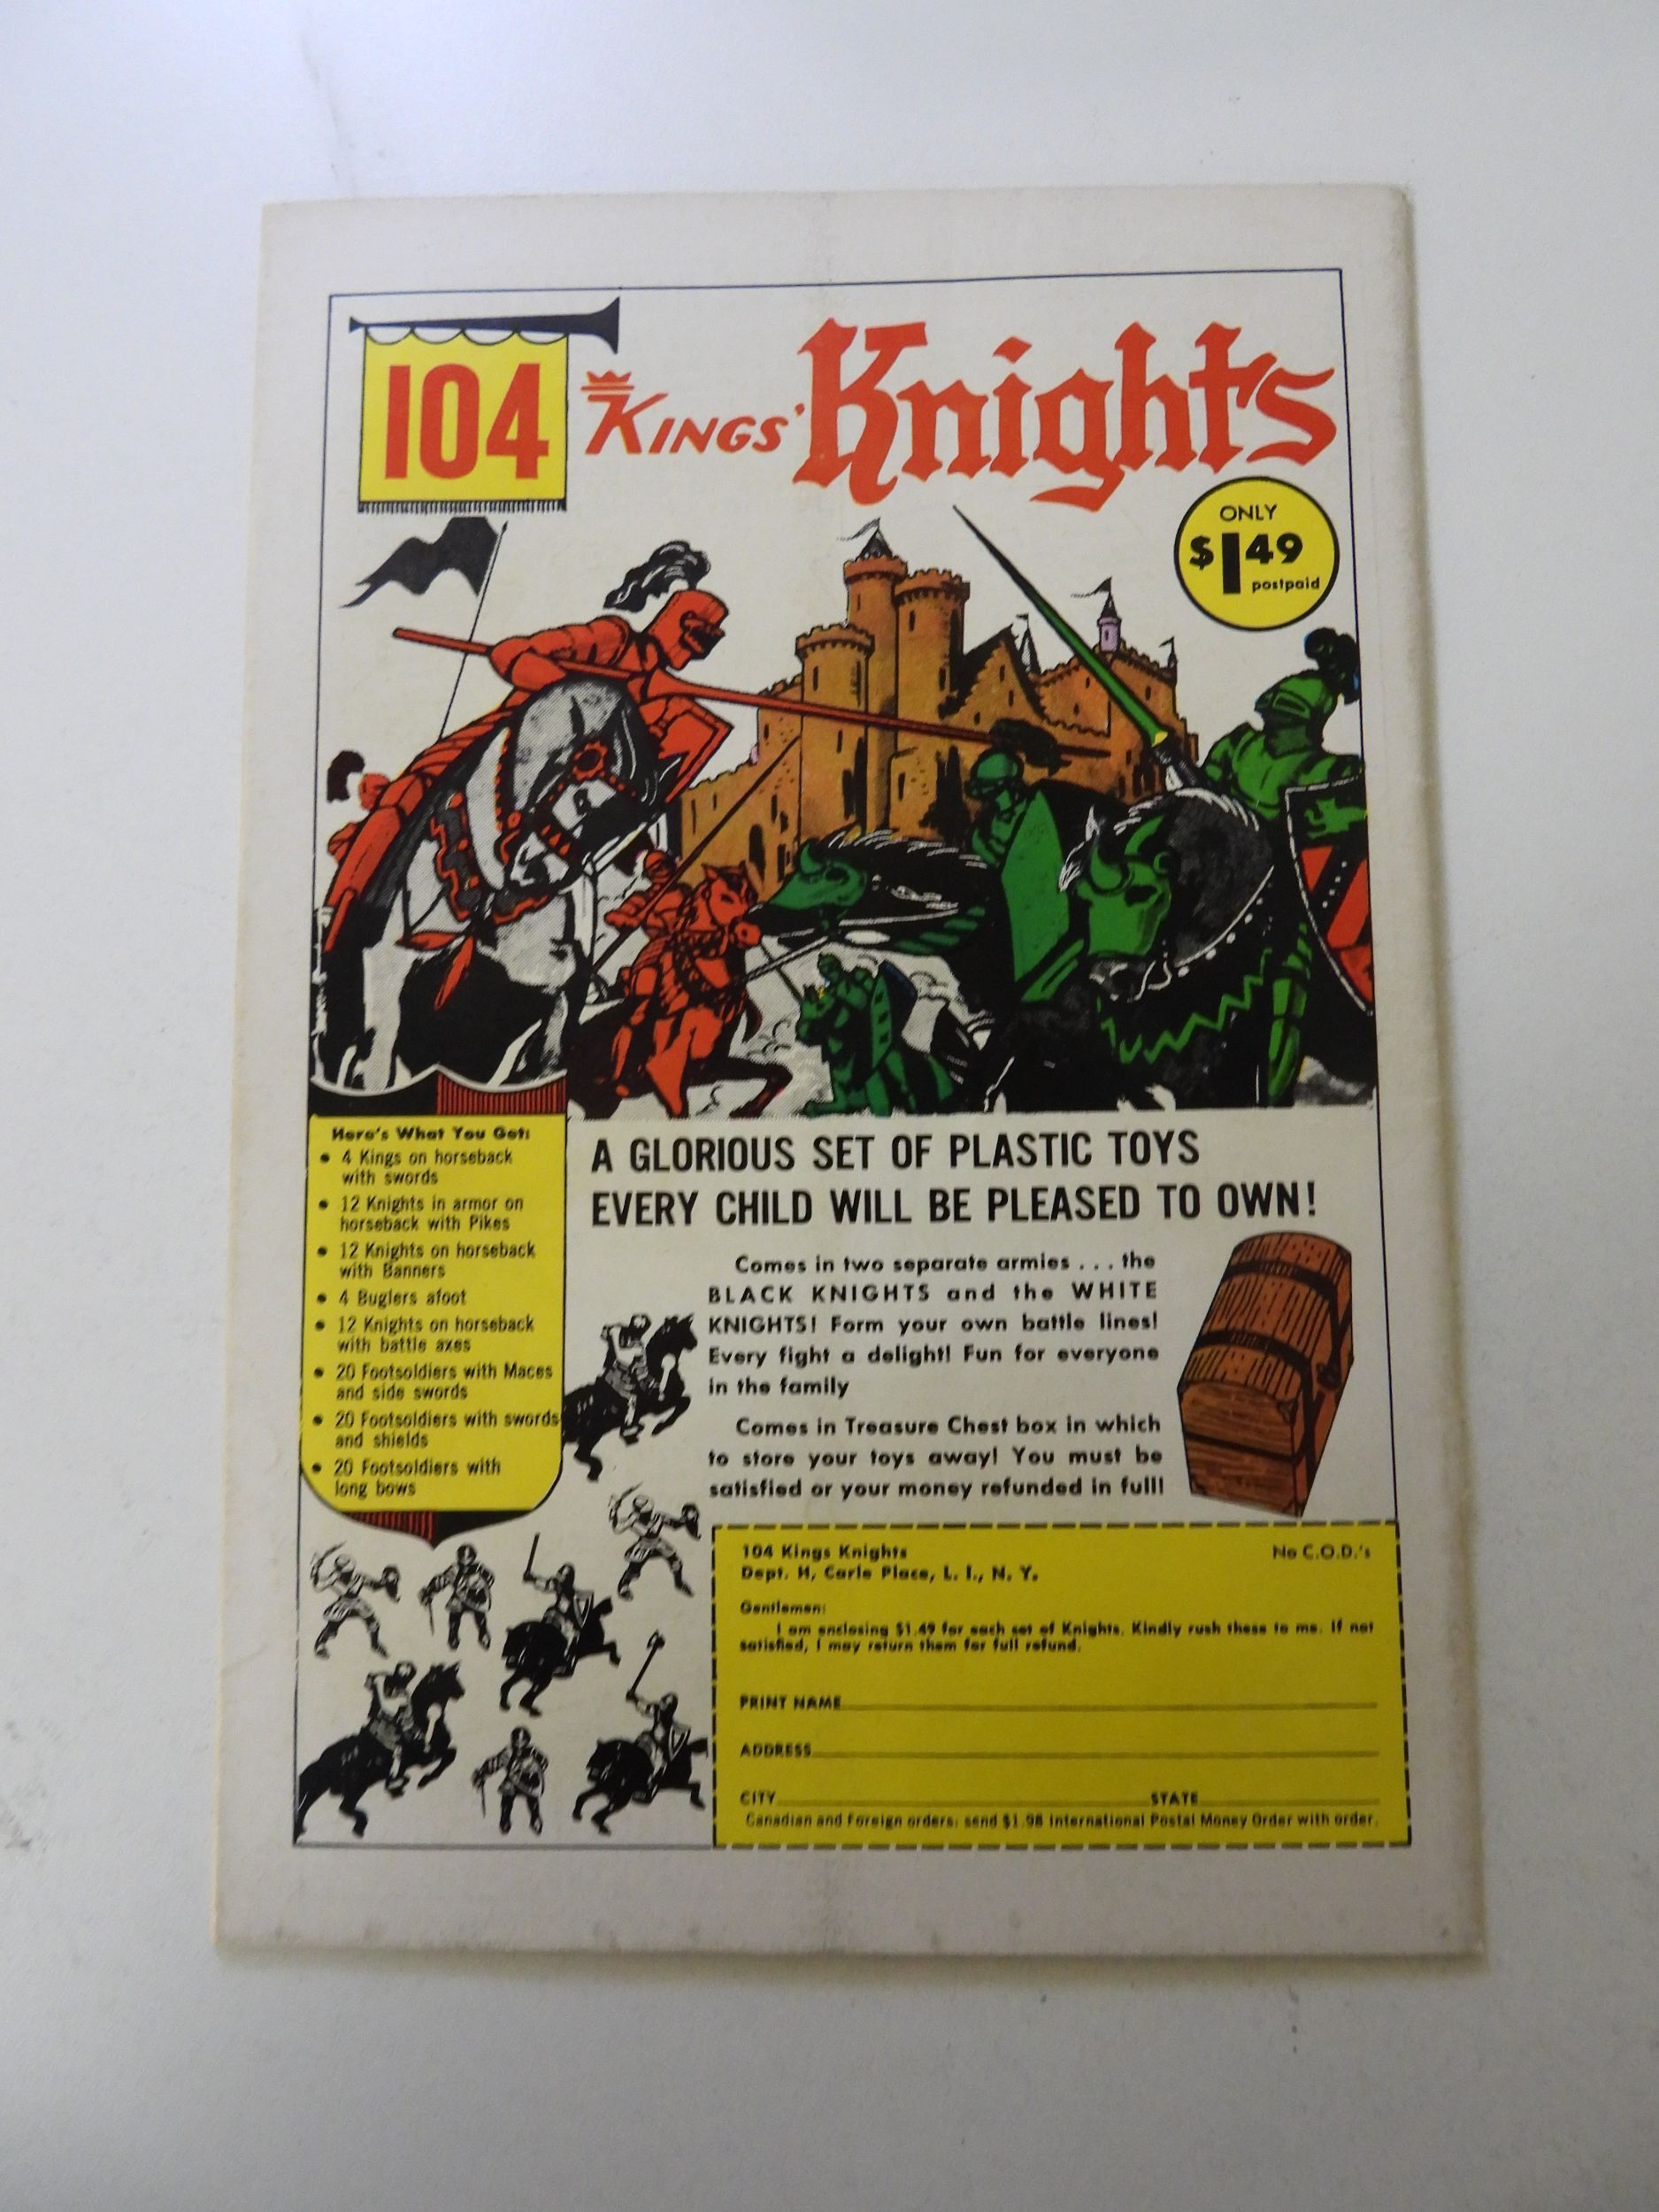 104 KINGS' Knights
ONLY
$1.49
postpaid
Here's What You Get:
• 4 Kings on horseback
with swords
• 12 Knights in armor on
horseback with Pikes
• 12 Knights on horseback
with Banners
• 4 Buglers afoot
• 12 Knights on horseback
with battle axes
• 20 Footsoldiers with Maces
and side swords
• 20 Footsoldiers with swords
and shields
• 20 Footsoldiers with
long bows
A GLORIOUS SET OF PLASTIC TOYS
EVERY CHILD WILL BE PLEASED TO OWN!
Comes in two separate armies . . . the
BLACK KNIGHTS and the WHITE
KNIGHTS! Form your own battle lines!
Every fight a delight! Fun for everyone
in the family
Comes in Treasure Chest box in which
to store your toys away! You must be
satisfied or your money refunded in full!
104 Kings Knights No C.O.D.'s
Dept. H, Carle Place, L. I., N. Y.
Gentlemen:
I am enclosing $1.49 for each set of Knights. Kindly rush these to me. If not
satisfied, I may return them for full refund.
PRINT NAME
ADDRESS
CITY STATE
Canadian and Foreign orders: send $1.98 International Postal Money Order with order.